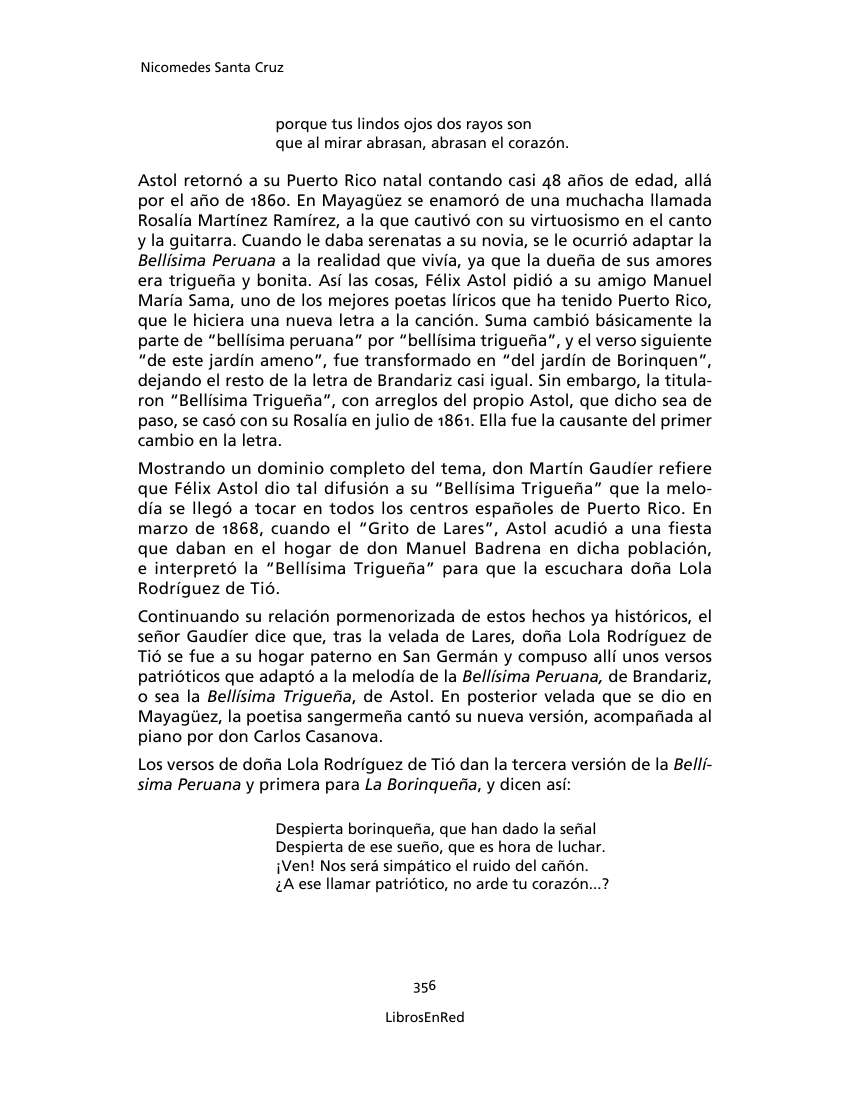 Nicomedes Santa Cruz
porque tus lindos ojos dos rayos son
que al mirar abrasan, abrasan el corazón.
Astol retornó a su Puerto Rico natal contando casi 48 años de edad, allá
por el año de 1860. En Mayagüez se enamoró de una muchacha llamada
Rosalía Martínez Ramírez, a la que cautivó con su virtuosismo en el canto
y la guitarra. Cuando le daba serenatas a su novia, se le ocurrió adaptar la
Bellísima Peruana a la realidad que vivía, ya que la dueña de sus amores
era trigueña y bonita. Así las cosas, Félix Astol pidió a su amigo Manuel
María Sama, uno de los mejores poetas líricos que ha tenido Puerto Rico,
que le hiciera una nueva letra a la canción. Suma cambió básicamente la
parte de “bellísima peruana” por “bellísima trigueña”, y el verso siguiente
“de este jardín ameno”, fue transformado en “del jardín de Borinquen”,
dejando el resto de la letra de Brandariz casi igual. Sin embargo, la titula-
ron “Bellísima Trigueña”, con arreglos del propio Astol, que dicho sea de
paso, se casó con su Rosalía en julio de 1861. Ella fue la causante del primer
cambio en la letra.
Mostrando un dominio completo del tema, don Martín Gaudíer refiere
que Félix Astol dio tal difusión a su “Bellísima Trigueña” que la melo-
día se llegó a tocar en todos los centros españoles de Puerto Rico. En
marzo de 1868, cuando el “Grito de Lares”, Astol acudió a una fiesta
que daban en el hogar de don Manuel Badrena en dicha población,
e interpretó la “Bellísima Trigueña” para que la escuchara doña Lola
Rodríguez de Tió.
Continuando su relación pormenorizada de estos hechos ya históricos, el
señor Gaudíer dice que, tras la velada de Lares, doña Lola Rodríguez de
Tió se fue a su hogar paterno en San Germán y compuso allí unos versos
patrióticos que adaptó a la melodía de la Bellísima Peruana, de Brandariz,
o sea la Bellísima Trigueña, de Astol. En posterior velada que se dio en
Mayagüez, la poetisa sangermeña cantó su nueva versión, acompañada al
piano por don Carlos Casanova.
Los versos de doña Lola Rodríguez de Tió dan la tercera versión de la Bellí-
sima Peruana y primera para La Borinqueña, y dicen así:
Despierta borinqueña, que han dado la señal
Despierta de ese sueño, que es hora de luchar.
¡Ven! Nos será simpático el ruido del cañón.
¿A ese llamar patriótico, no arde tu corazón...?
356
LibrosEnRed